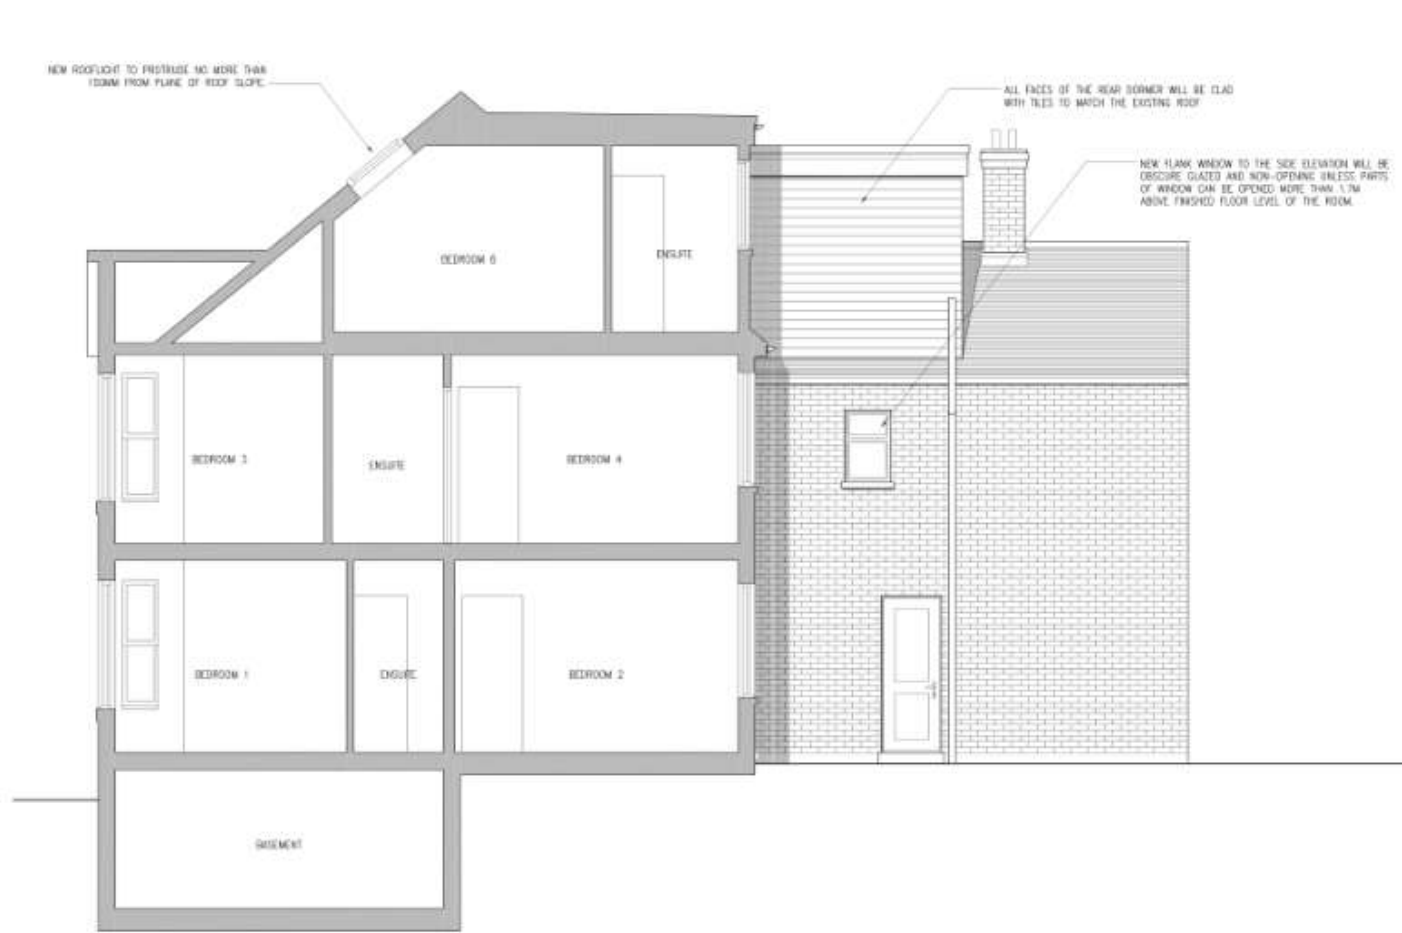 NEW ROOFLIGHT TO PROTRUDE NO MORE THAN
150MM FROM PLANE OF ROOF SLOPE.
ALL FACES OF THE REAR DORMER WILL BE CLAD
WITH TILES TO MATCH THE EXISTING ROOF
NEW FLANK WINDOW TO THE SIDE ELEVATION WILL BE
OBSCURE GLAZED AND NON-OPENING UNLESS PARTS
OF WINDOW CAN BE OPENED MORE THAN 1.7M
ABOVE FINISHED FLOOR LEVEL OF THE ROOM.
BEDROOM 6
ENSUITE
BEDROOM 3
ENSUITE
BEDROOM 4
BEDROOM 1
ENSUITE
BEDROOM 2
BASEMENT